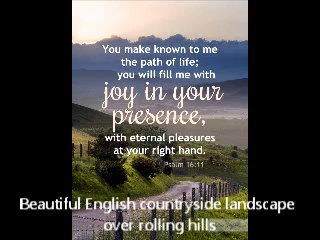 You make known to me
the path of life;
you will fill me with
joy in your
presence,
with eternal pleasures
at your right hand.
Psalm 16:11
Beautiful English countryside landscape
over rolling hills